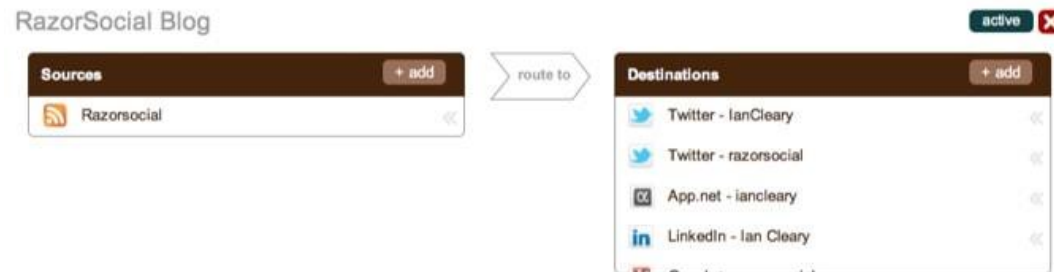 RazorSocial Blog
active
Sources
+ add
Razorsocial
route to
Destinations
+ add
Twitter - IanCleary
Twitter - razorsocial
App.net - iancleary
LinkedIn - Ian Cleary